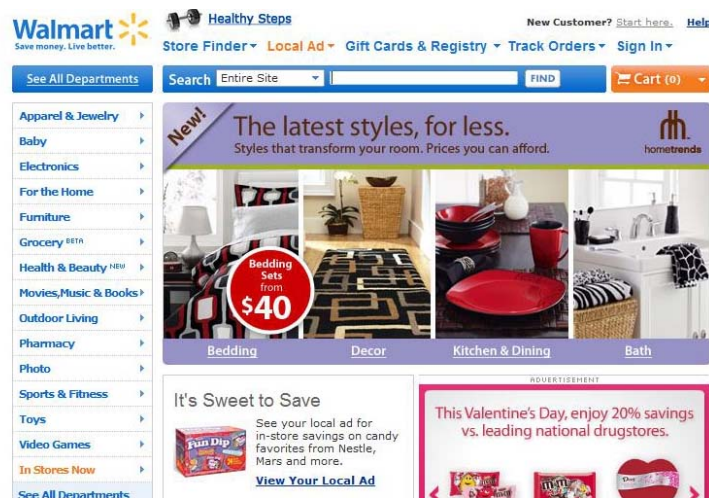 Walmart
Save money. Live better.
Healthy Steps
New Customer? Start here. Help
Store Finder Local Ad Gift Cards & Registry Track Orders Sign In
See All Departments
Search Entire Site FIND
Cart (0)
Apparel & Jewelry
Baby
Electronics
For the Home
Furniture
Grocery BETA
Health & Beauty NEW
Movies,Music & Books
Outdoor Living
Pharmacy
Photo
Sports & Fitness
Toys
Video Games
In Stores Now
See All Departments
New!
The latest styles, for less.
Styles that transform your room. Prices you can afford.
hometrends
Bedding
Sets
from
$40
Bedding Decor Kitchen & Dining Bath
It's Sweet to Save
See your local ad for
in-store savings on candy
favorites from Nestle,
Mars and more.
View Your Local Ad
Fun Dip
ADVERTISEMENT
This Valentine's Day, enjoy 20% savings
vs. leading national drugstores.
m&m's
Dove